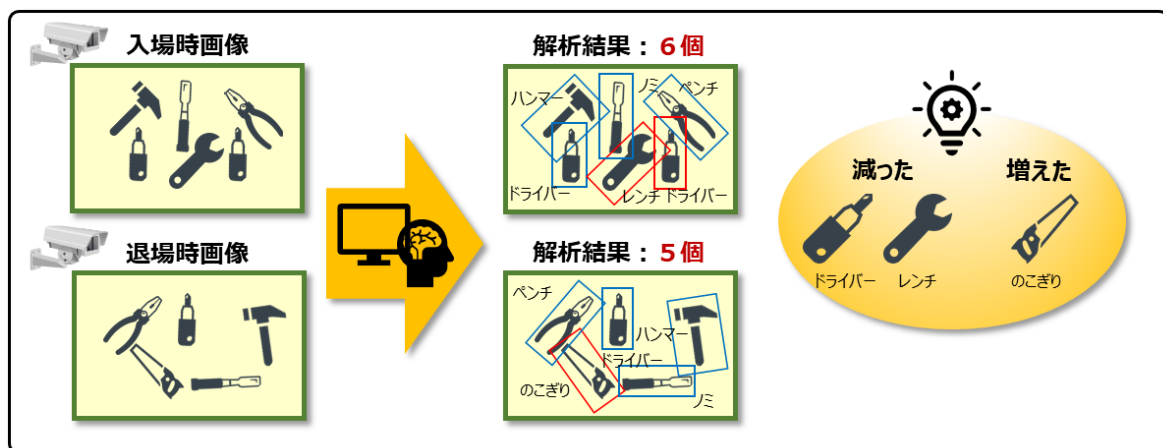 入場時画像
解析結果：6個
ハンマー
ノミ
ペンチ
ドライバー
レンチ
ドライバー
退場時画像
解析結果：5個
ペンチ
ハンマー
ドライバー
のこぎり
ノミ
減った
増えた
ドライバー
レンチ
のこぎり